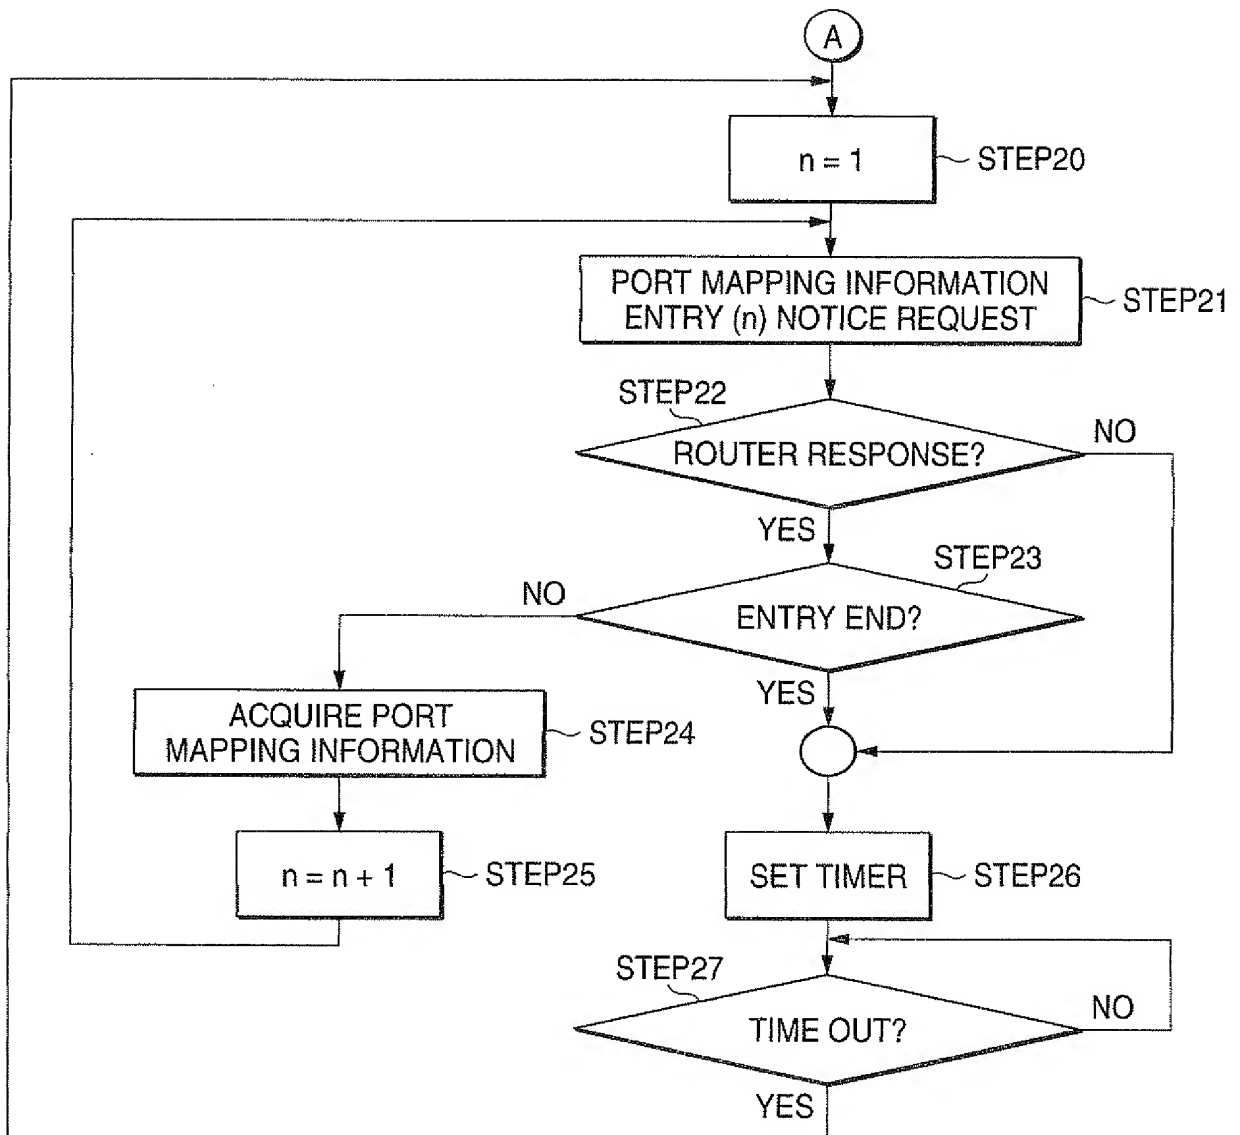 A
n = 1
STEP20
PORT MAPPING INFORMATION
ENTRY (n) NOTICE REQUEST
STEP21
STEP22
ROUTER RESPONSE?
NO
YES
STEP23
NO
ENTRY END?
YES
ACQUIRE PORT
MAPPING INFORMATION
STEP24
n = n + 1
STEP25
SET TIMER
STEP26
STEP27
TIME OUT?
NO
YES